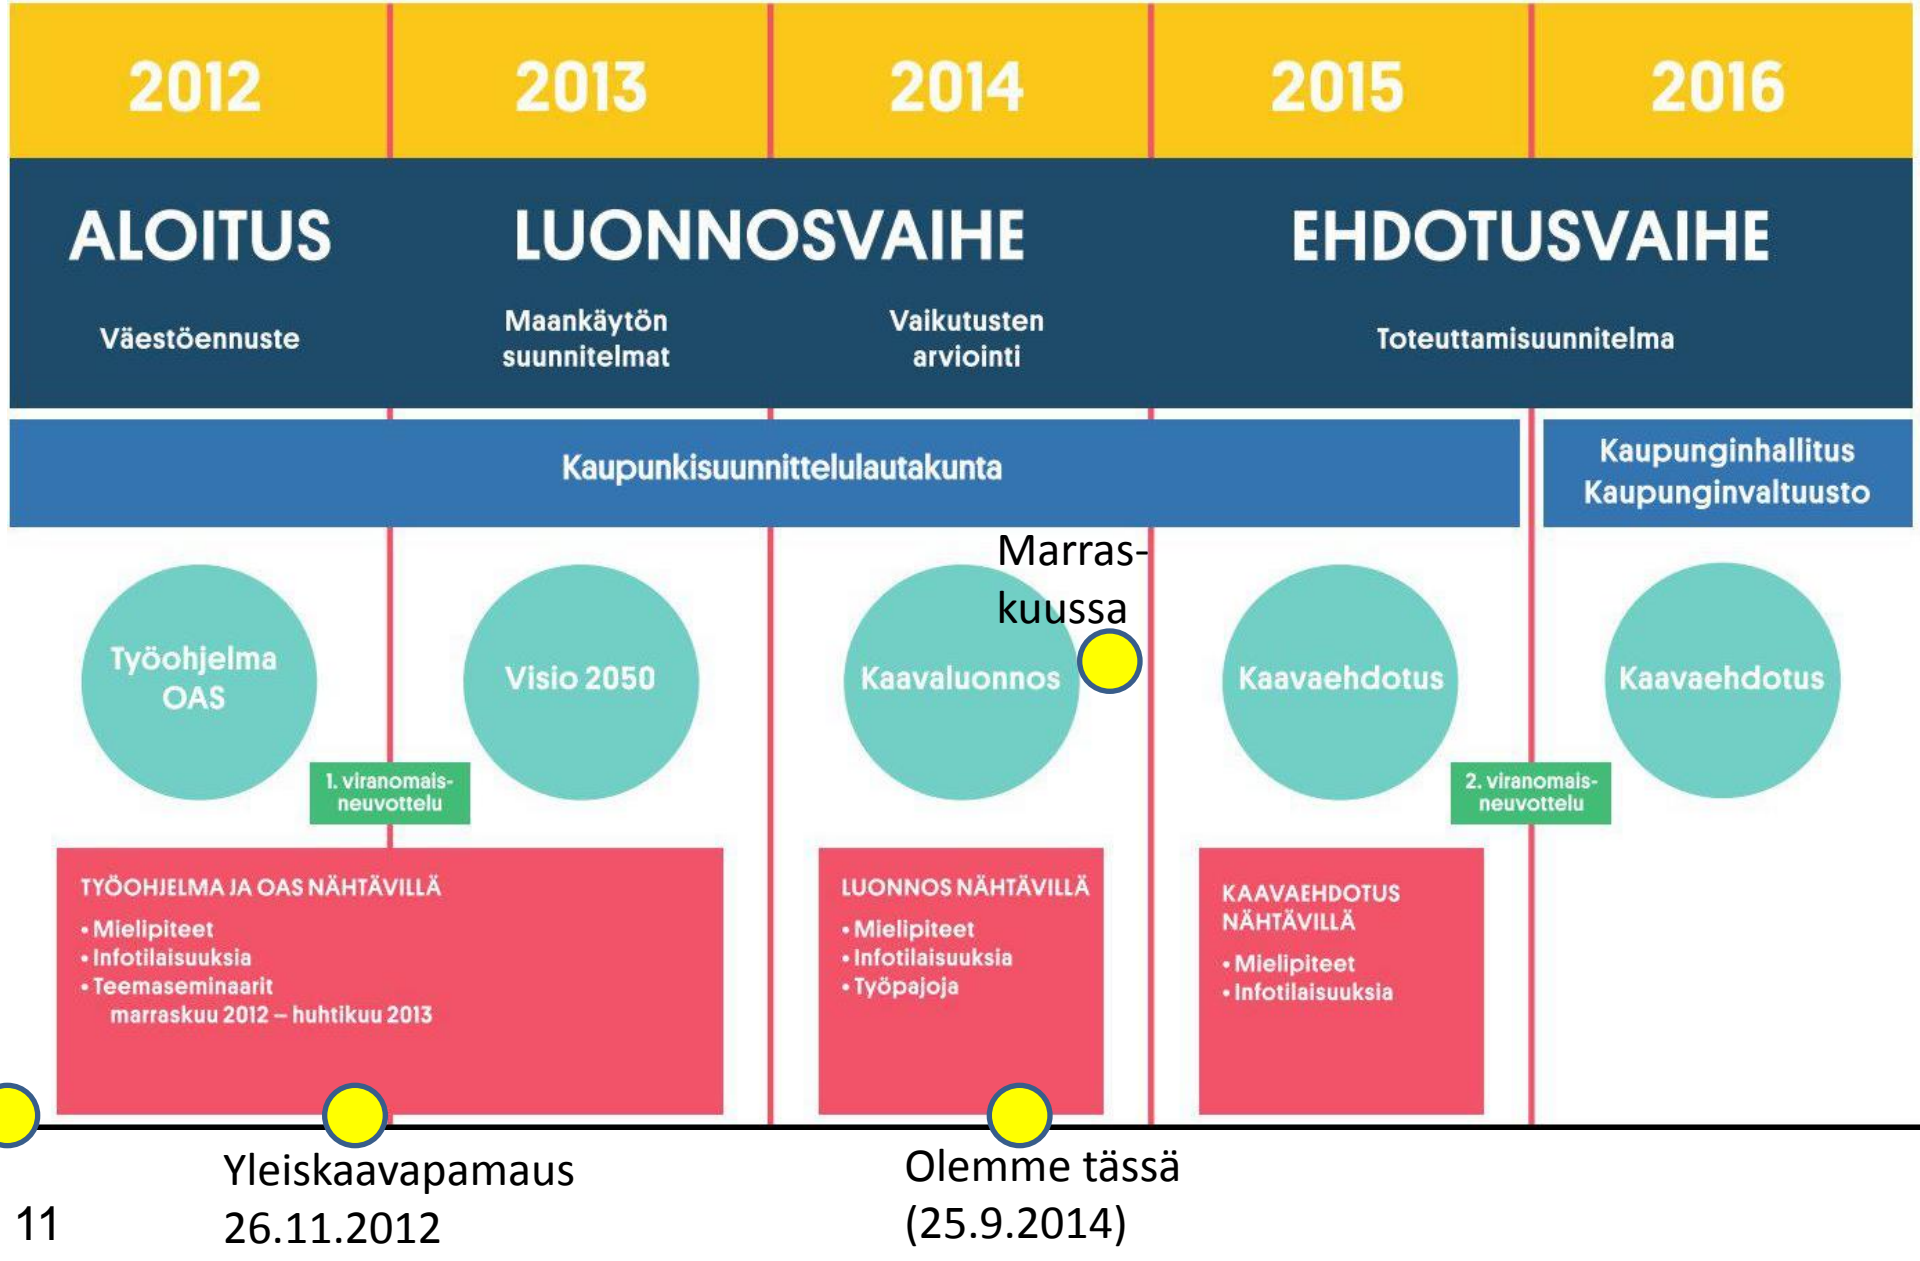 2012
2013
2014
2015
2016
ALOITUS
LUONNOSVAIHE
EHDOTUSVAIHE
Väestöennuste
Maankäytön
suunnitelmat
Vaikutusten
arviointi
Toteuttamisuunnitelma
Kaupunkisuunnittelulautakunta
Kaupunginhallitus
Kaupunginvaltuusto
Marras-
kuussa
Työohjelma
OAS
Visio 2050
Kaavaluonnos
Kaavaehdotus
Kaavaehdotus
1. viranomais-
neuvottelu
2. viranomais-
neuvottelu
TYÖOHJELMA JA OAS NÄHTÄVILLÄ
• Mielipiteet
• Infotilaisuuksia
• Teemaseminaarit
marraskuu 2012 – huhtikuu 2013
LUONNOS NÄHTÄVILLÄ
• Mielipiteet
• Infotilaisuuksia
• Työpajoja
KAAVAEHDOTUS
NÄHTÄVILLÄ
• Mielipiteet
• Infotilaisuuksia
Yleiskaavapamaus
26.11.2012
Olemme tässä
(25.9.2014)
11